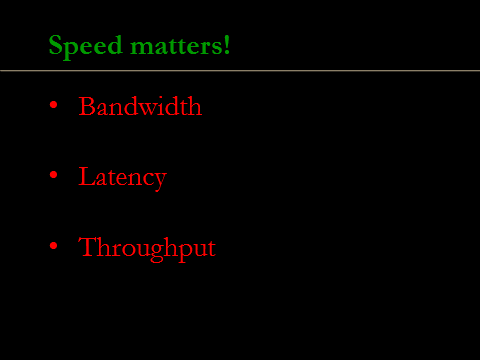 Speed matters!
• Bandwidth
• Latency
• Throughput